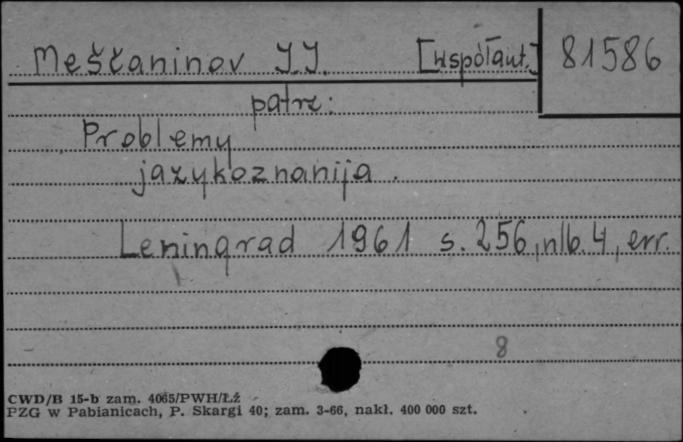 Meščaninov I.I. [współaut.] 81586
patrz:
Problemy
jazykoznanija.
Leningrad 1961 s. 256, nlb. 4, err.
8
CWD/B 15-b zam. 4065/PWH/Łź
PZG w Pabianicach, P. Skargi 40; zam. 3-66, nakł. 400 000 szt.